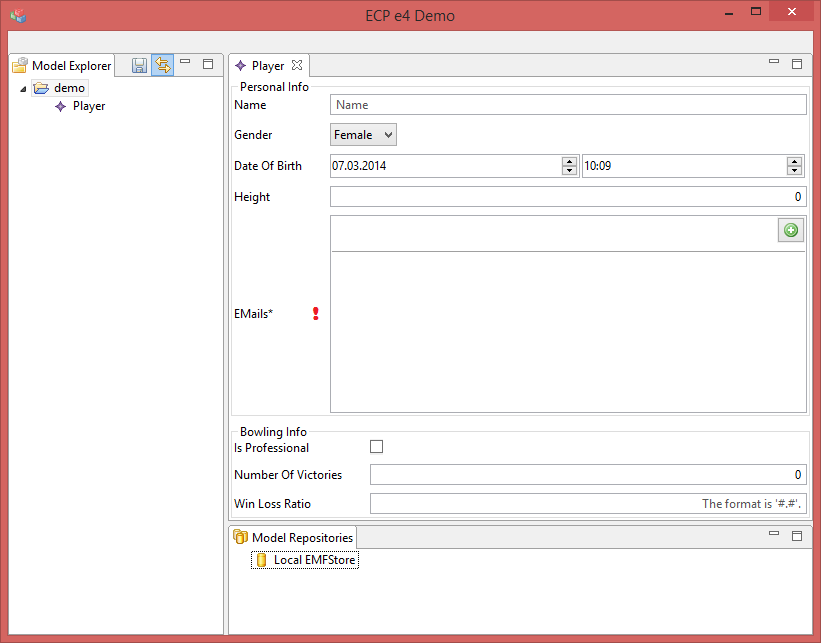 ECP e4 Demo
Model Explorer
demo
Player
Player
Personal Info
Name Name
Gender Female
Date Of Birth 07.03.2014 10:09
Height 0
EMails*
Bowling Info
Is Professional
Number Of Victories 0
Win Loss Ratio The format is '#.#'.
Model Repositories
Local EMFStore